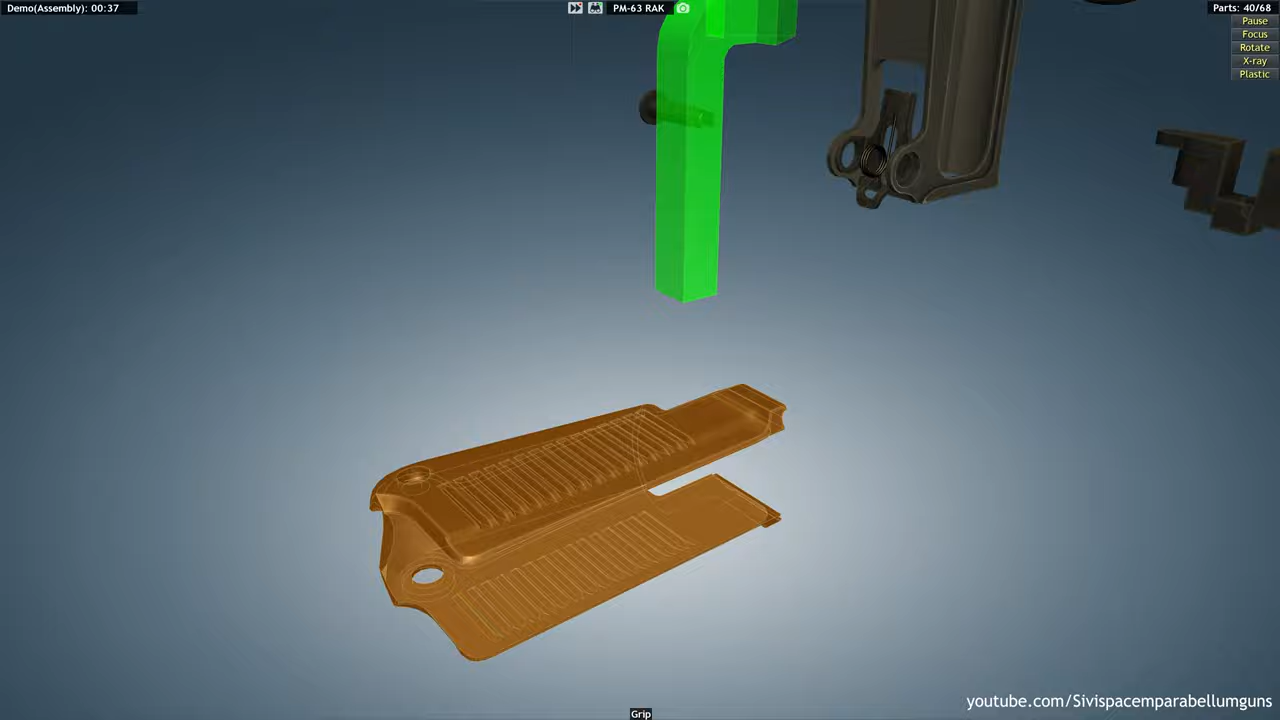 Demo(Assembly): 00:37
PM-63 RAK
Parts: 40/68
Pause
Focus
Rotate
X-ray
Plastic
youtube.com/Sivispacemparabellumguns
Grip